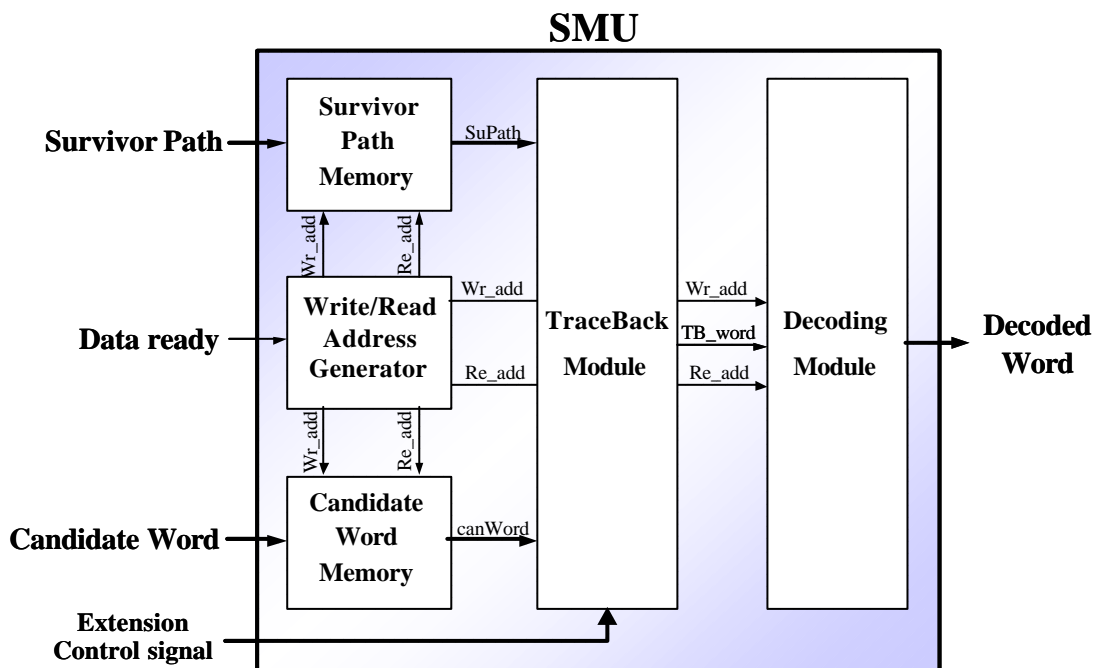 SMU
Survivor
Path
Memory
Survivor Path
SuPath
Wr_add
Re_add
Write/Read
Address
Generator
Data ready
Wr_add
Re_add
TraceBack
Module
Wr_add
TB_word
Re_add
Decoding
Module
Decoded
Word
Wr_add
Re_add
Candidate
Word
Memory
Candidate Word
canWord
Extension
Control signal